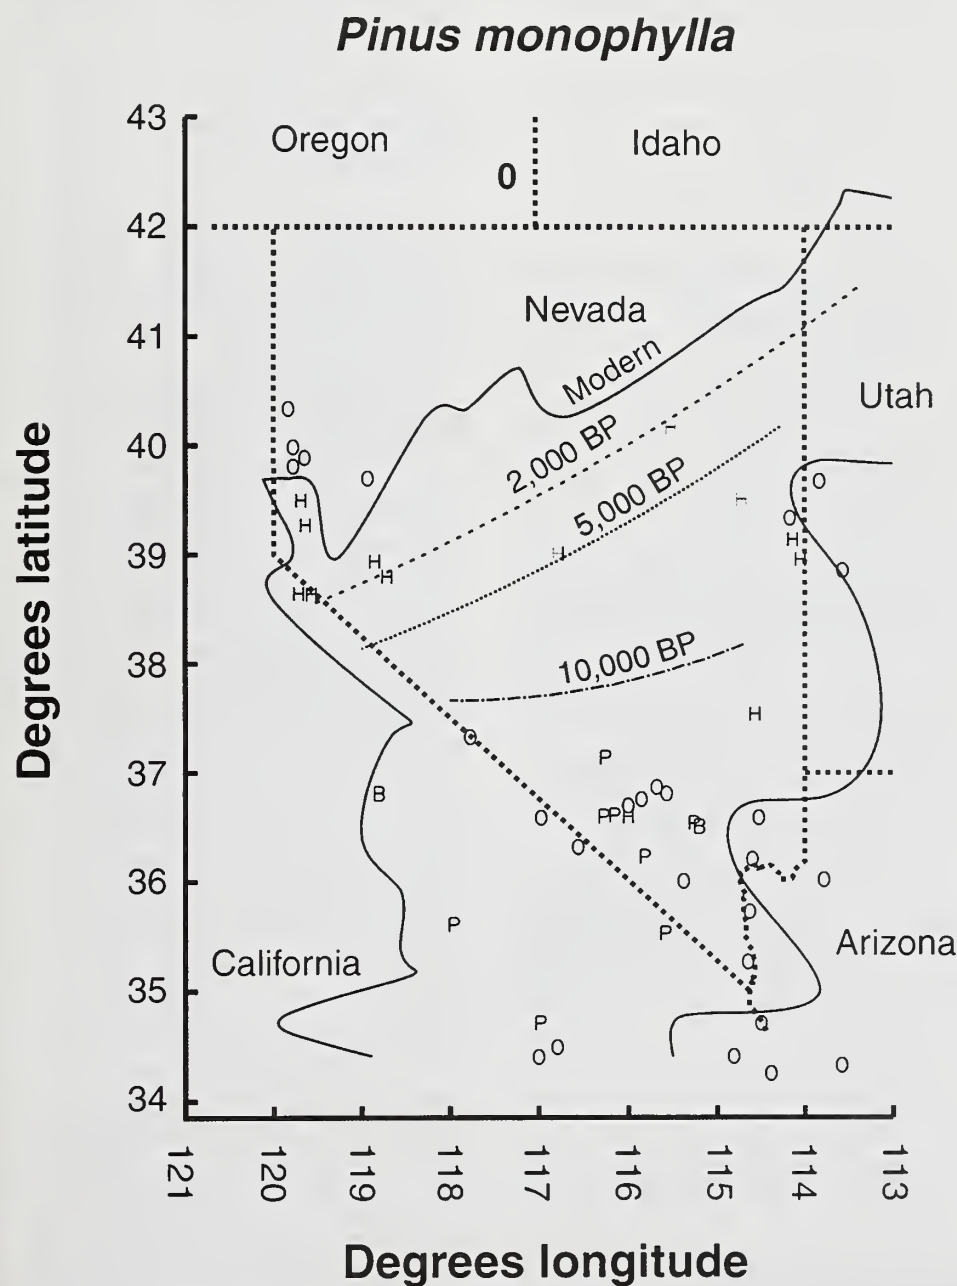 Pinus monophylla
43
Oregon
Idaho
0
42
Nevada
41
Modern
Utah
O
2,000 BP
40
O
O
O
O
O
5,000 BP
H
H
H
O
H
39
H
H
H
H
H
O
H H
38
10,000 BP
H
O
P
37
B
O
O
O
O
O
P P H
P
B
O
O
P
O
36
O
O
O
P
P
California
Arizona
O
35
P
O
O
O
O
O
O
34
121
120
119
118
117
116
115
114
113
Degrees latitude
Degrees longitude